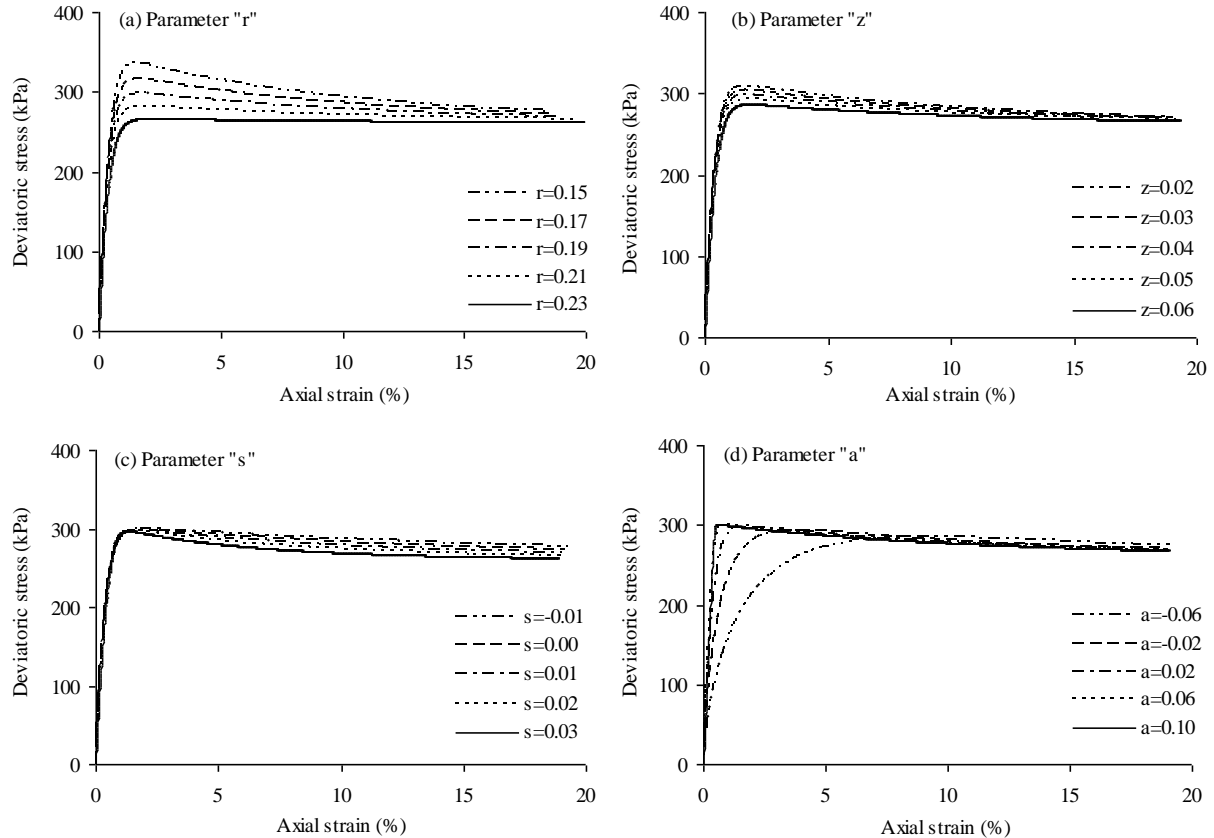 (a) Parameter "r"
400
300
200
100
0
Deviatoric stress (kPa)
r=0.15
r=0.17
r=0.19
r=0.21
r=0.23
0 5 10 15 20
Axial strain (%)
(b) Parameter "z"
400
300
200
100
0
Deviatoric stress (kPa)
z=0.02
z=0.03
z=0.04
z=0.05
z=0.06
0 5 10 15 20
Axial strain (%)
(c) Parameter "s"
400
300
200
100
0
Deviatoric stress (kPa)
s=-0.01
s=0.00
s=0.01
s=0.02
s=0.03
0 5 10 15 20
Axial strain (%)
(d) Parameter "a"
400
300
200
100
0
Deviatoric stress (kPa)
a=-0.06
a=-0.02
a=0.02
a=0.06
a=0.10
0 5 10 15 20
Axial strain (%)